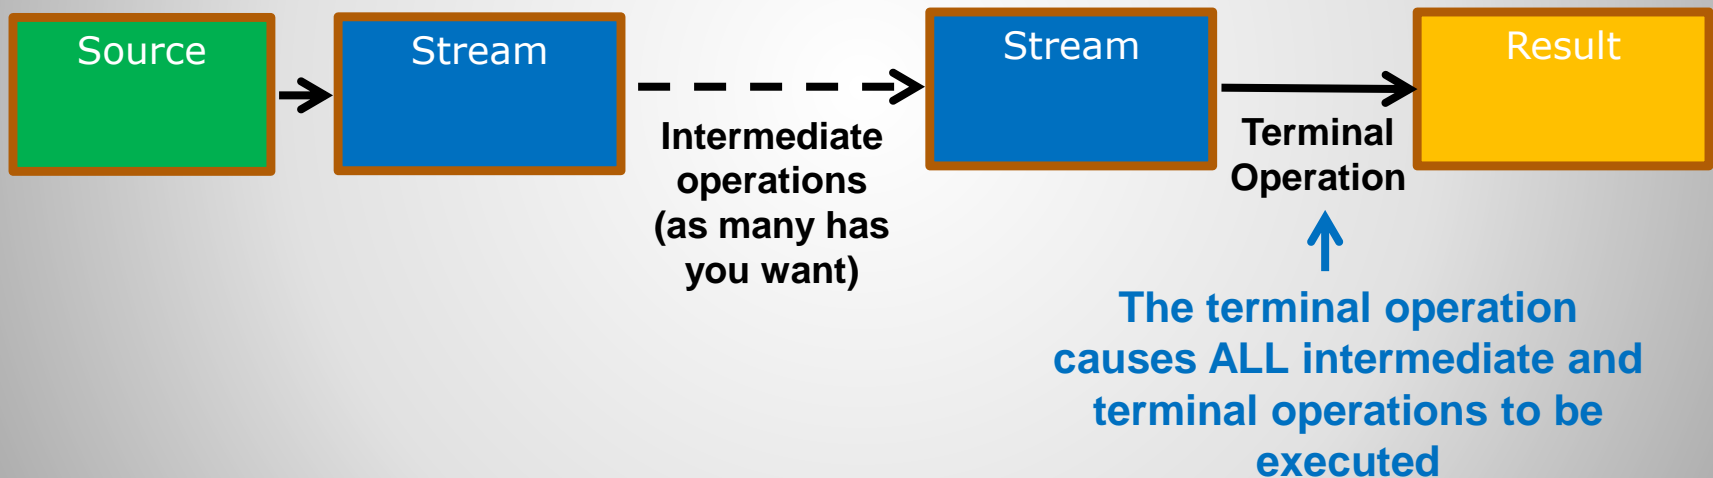 Source
Stream
Stream
Result
Intermediate
operations
(as many has
you want)
Terminal
Operation
The terminal operation
causes ALL intermediate and
terminal operations to be
executed